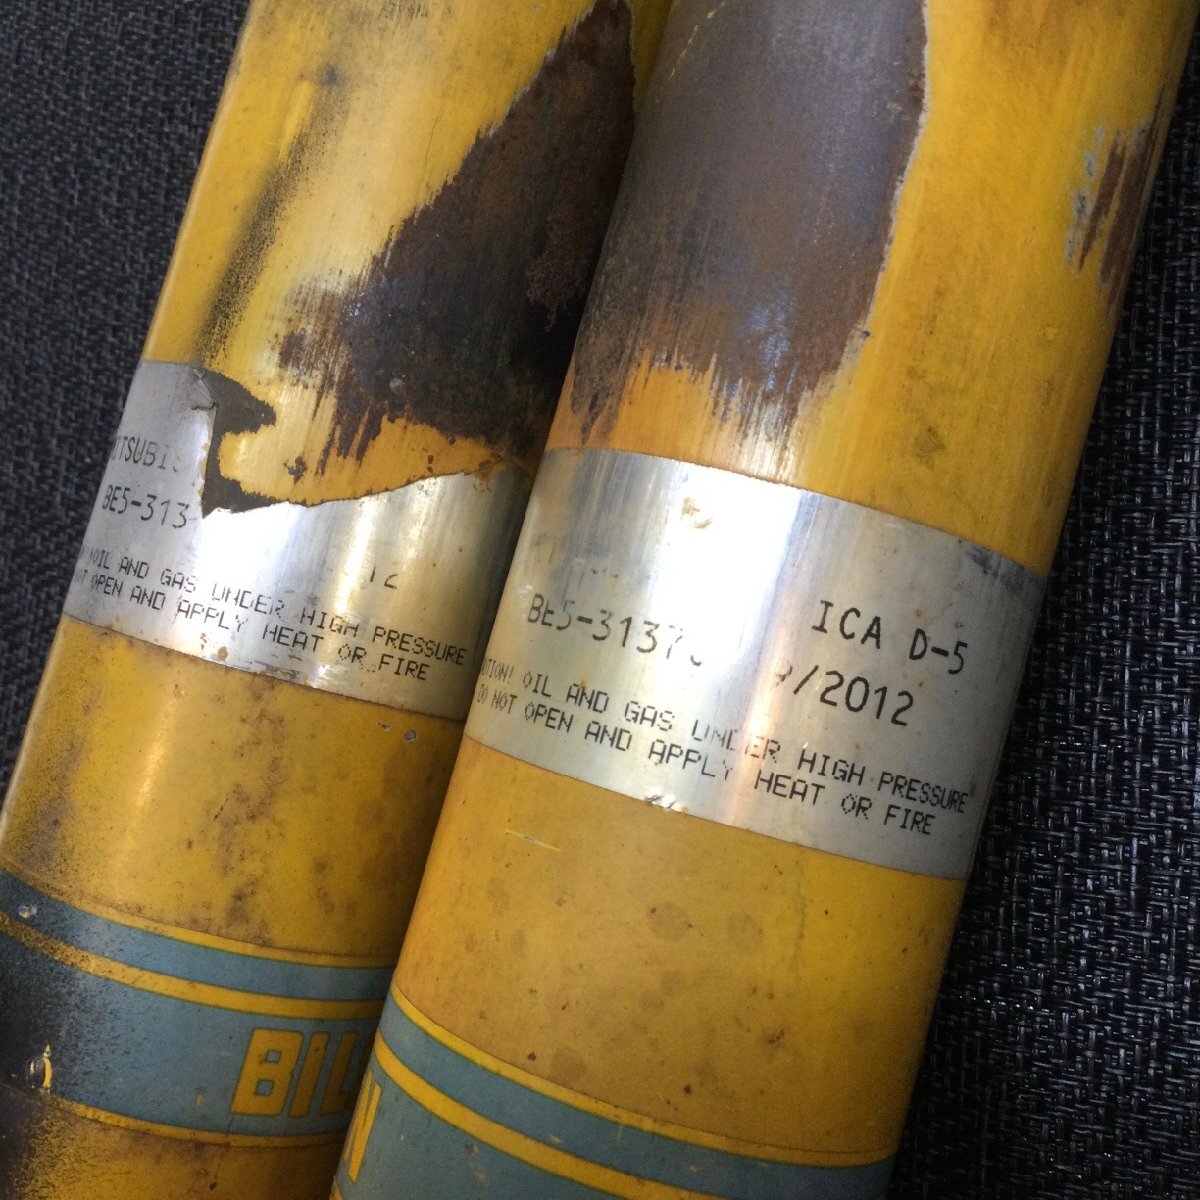 BE5-313
OIL AND GAS UNDER HIGH PRESSURE
OPEN AND APPLY HEAT OR FIRE
BIL
ICA D-5
BE5-3137 /2012
OIL AND GAS UNDER HIGH PRESSURE
DO NOT OPEN AND APPLY HEAT OR FIRE
N